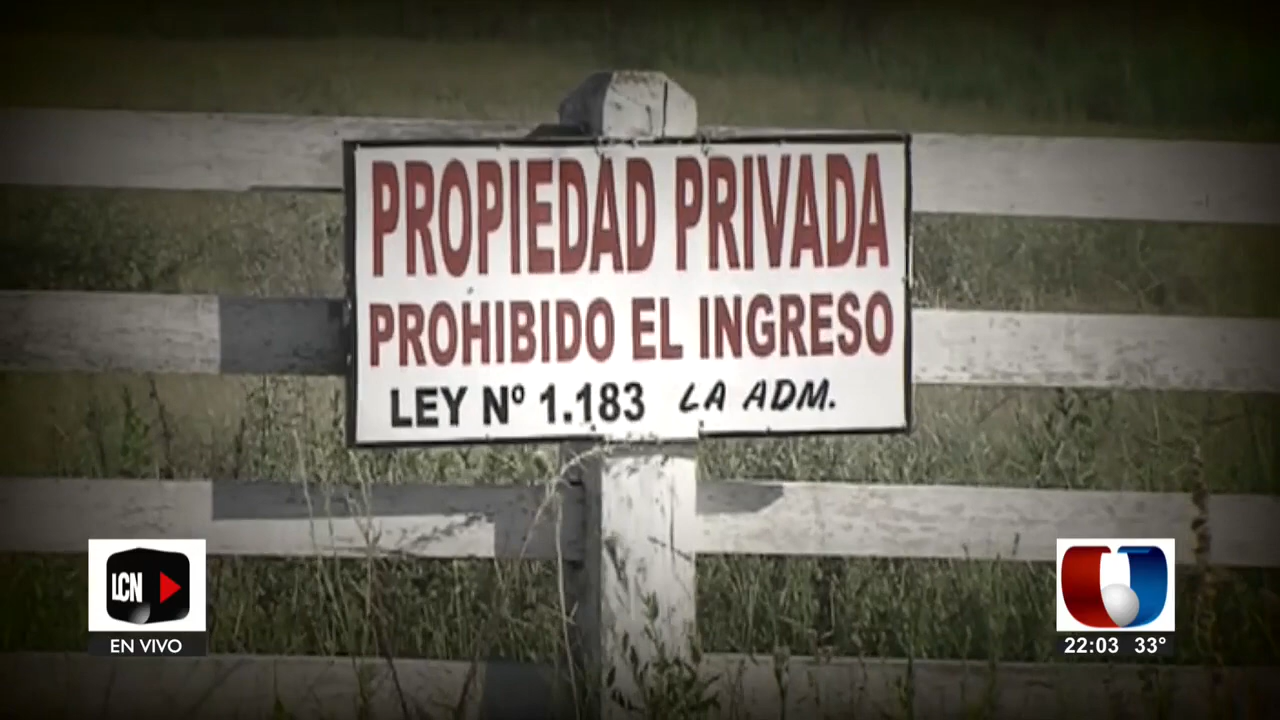 PROPIEDAD PRIVADA
PROHIBIDO EL INGRESO
LEY Nº 1.183 LA ADM.
LCN
EN VIVO
22:03 33°